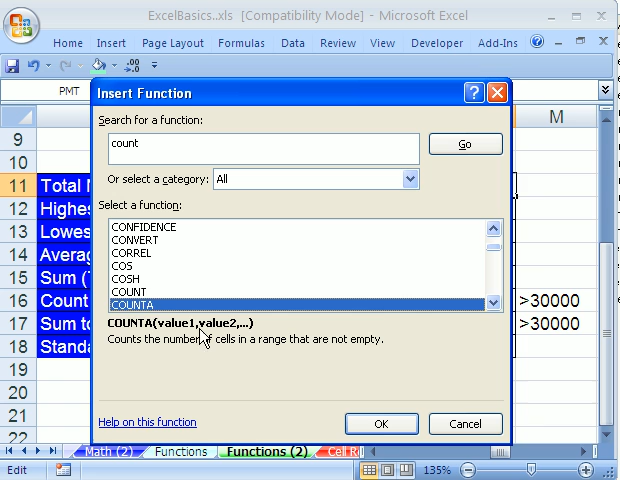 ExcelBasics.xls [Compatibility Mode] - Microsoft Excel
Home Insert Page Layout Formulas Data Review View Developer Add-Ins
PMT
Insert Function
Search for a function:
count
Go
Or select a category: All
Select a function:
CONFIDENCE
CONVERT
CORREL
COS
COSH
COUNT
COUNTA
COUNTA(value1,value2,...)
Counts the number of cells in a range that are not empty.
Help on this function
OK Cancel
M
9
10
11 Total
12 Highes
13 Lowes
14 Averag
15 Sum (
16 Count >30000
17 Sum to >30000
18 Standa
19
20
21
22
Math (2) Functions Functions (2) Cell R
Edit 135%